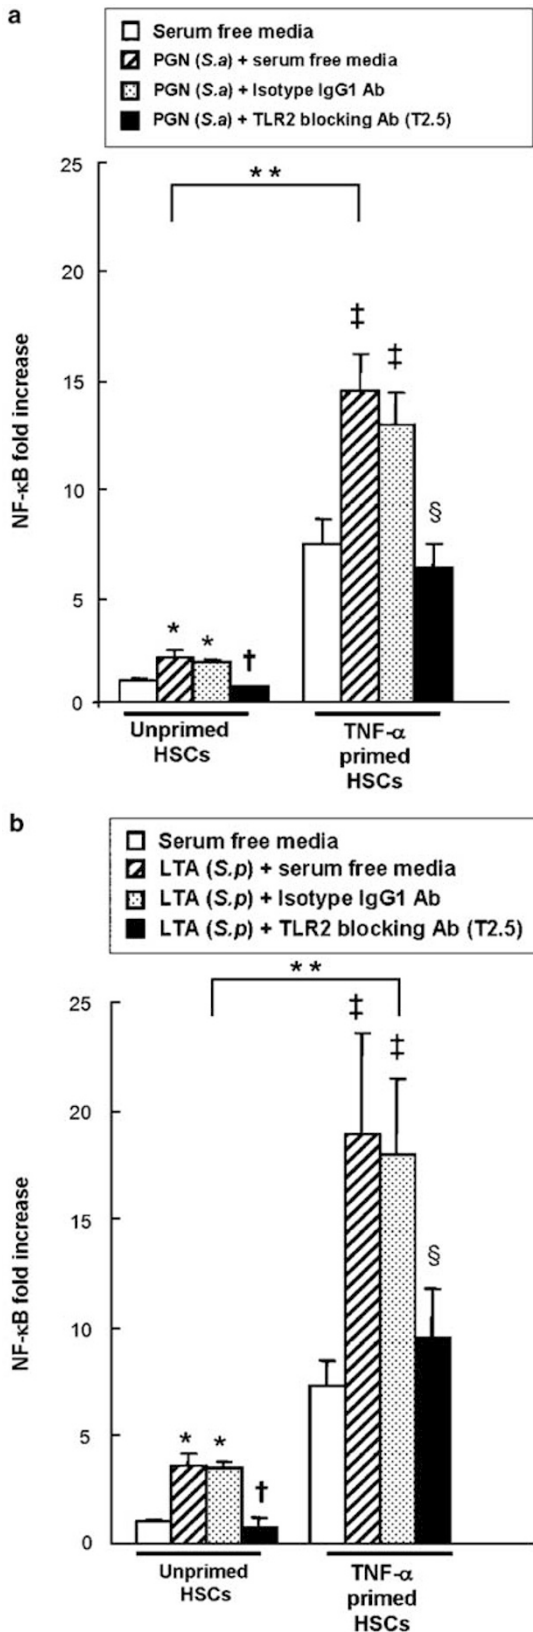 a
Serum free media
PGN (S.a) + serum free media
PGN (S.a) + Isotype IgG1 Ab
PGN (S.a) + TLR2 blocking Ab (T2.5)
25
20
15
10
5
0
NF-κB fold increase
**
‡
‡
§
*
*
†
Unprimed
HSCs
TNF-α
primed
HSCs
b
Serum free media
LTA (S.p) + serum free media
LTA (S.p) + Isotype IgG1 Ab
LTA (S.p) + TLR2 blocking Ab (T2.5)
25
20
15
10
5
0
NF-κB fold increase
**
‡
‡
§
*
*
†
Unprimed
HSCs
TNF-α
primed
HSCs